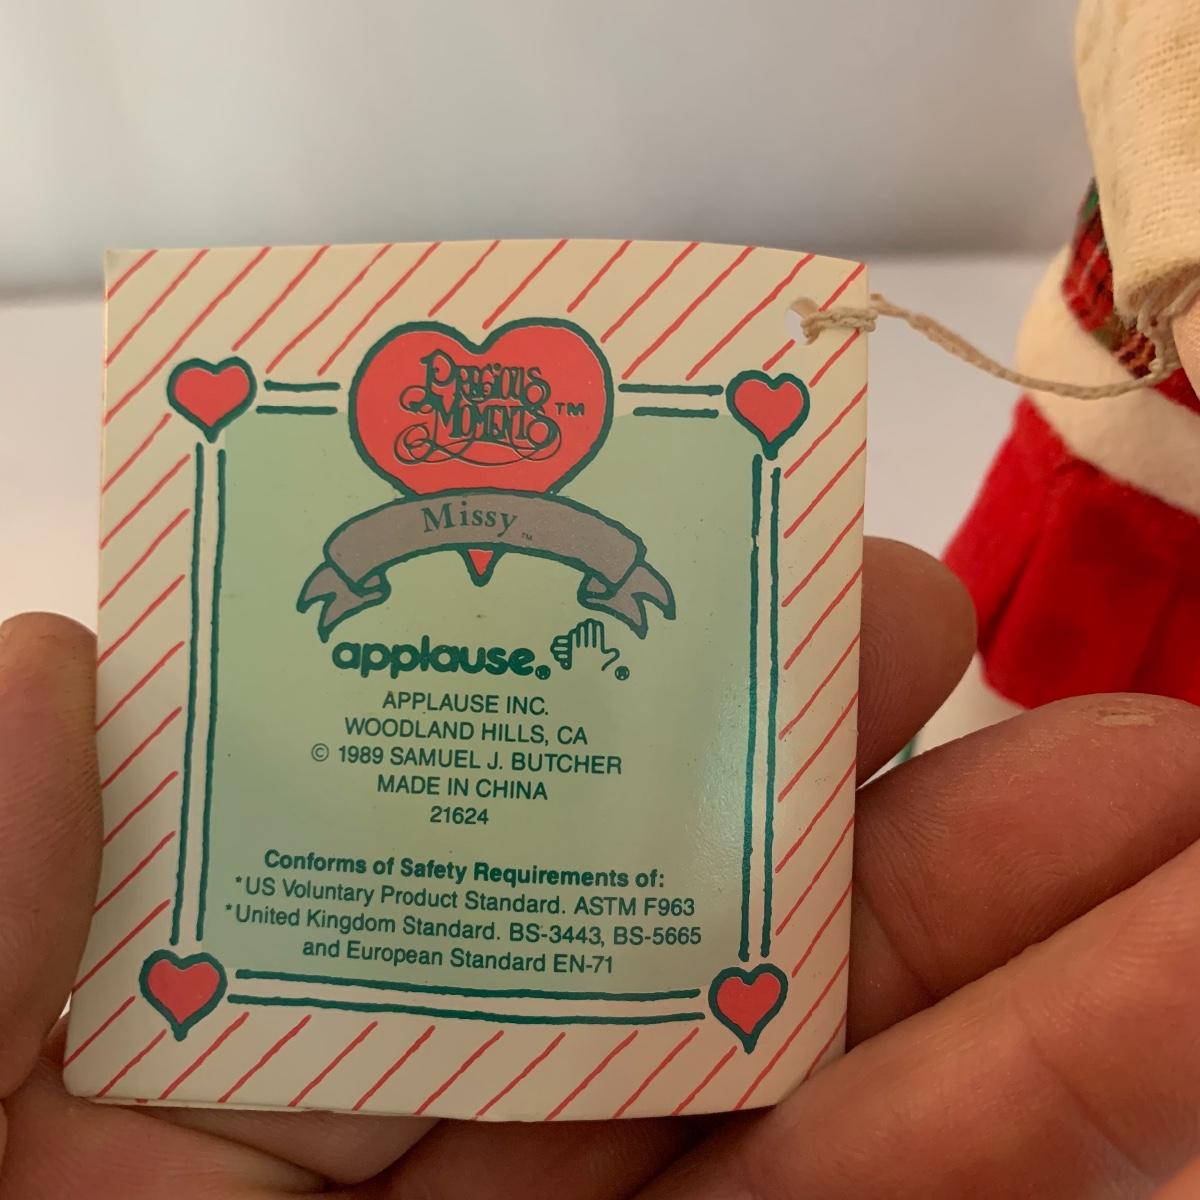 PRECIOUS
MOMENTS™
Missy™
applause®®
APPLAUSE INC.
WOODLAND HILLS, CA
© 1989 SAMUEL J. BUTCHER
MADE IN CHINA
21624
Conforms of Safety Requirements of:
*US Voluntary Product Standard. ASTM F963
*United Kingdom Standard. BS-3443, BS-5665
and European Standard EN-71